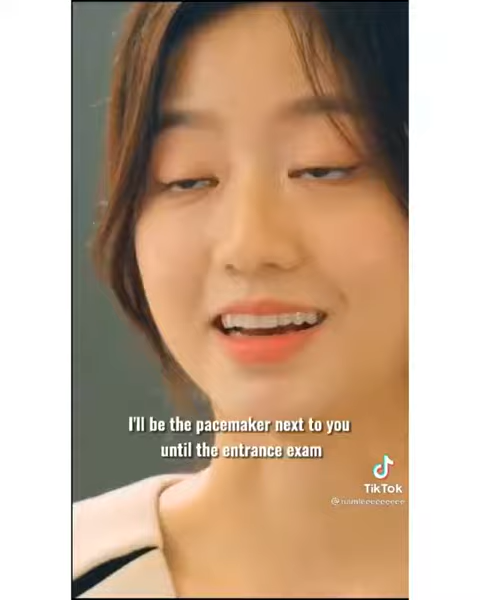 I'll be the pacemaker next to you
until the entrance exam
TikTok